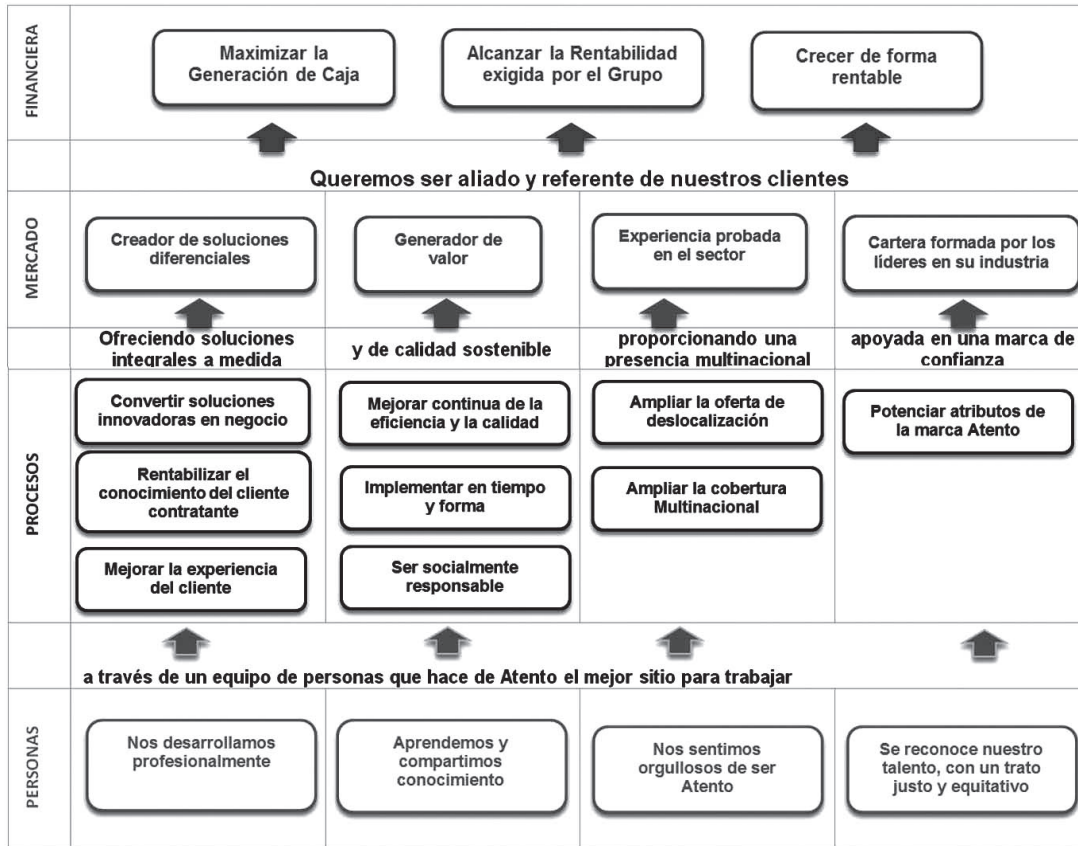 FINANCIERA
Maximizar la
Generación de Caja
Alcanzar la Rentabilidad
exigida por el Grupo
Crecer de forma
rentable
Queremos ser aliado y referente de nuestros clientes
MERCADO
Creador de soluciones
diferenciales
Generador de
valor
Experiencia probada
en el sector
Cartera formada por los
líderes en su industria
Ofreciendo soluciones
integrales a medida
y de calidad sostenible
proporcionando una
presencia multinacional
apoyada en una marca de
confianza
PROCESOS
Convertir soluciones
innovadoras en negocio
Rentabilizar el
conocimiento del cliente
contratante
Mejorar la experiencia
del cliente
Mejorar continua de la
eficiencia y la calidad
Implementar en tiempo
y forma
Ser socialmente
responsable
Ampliar la oferta de
deslocalización
Ampliar la cobertura
Multinacional
Potenciar atributos de
la marca Atento
a través de un equipo de personas que hace de Atento el mejor sitio para trabajar
PERSONAS
Nos desarrollamos
profesionalmente
Aprendemos y
compartimos
conocimiento
Nos sentimos
orgullosos de ser
Atento
Se reconoce nuestro
talento, con un trato
justo y equitativo